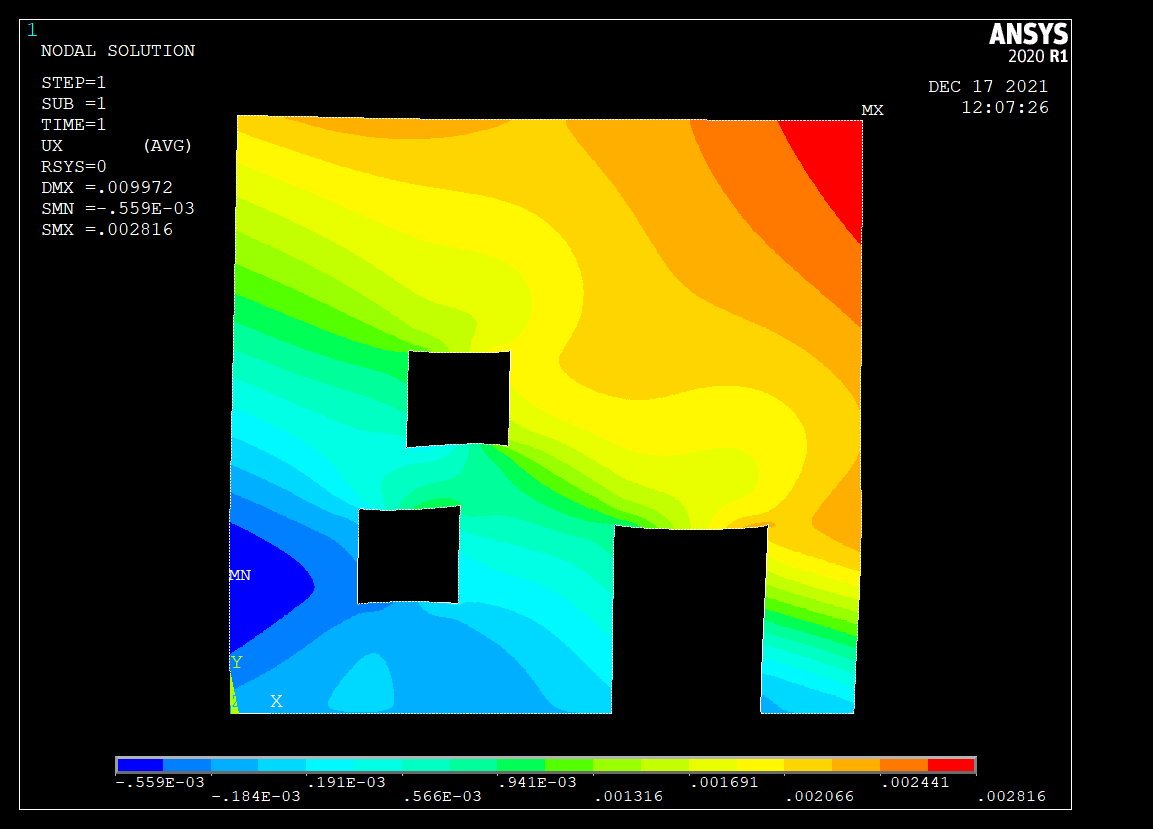 1
NODAL SOLUTION
STEP=1
SUB =1
TIME=1
UX (AVG)
RSYS=0
DMX =.009972
SMN =-.559E-03
SMX =.002816
ANSYS
2020 R1
DEC 17 2021
12:07:26
MX
MN
Y
X
-.559E-03 .191E-03 .941E-03 .001691 .002441
-.184E-03 .566E-03 .001316 .002066 .002816